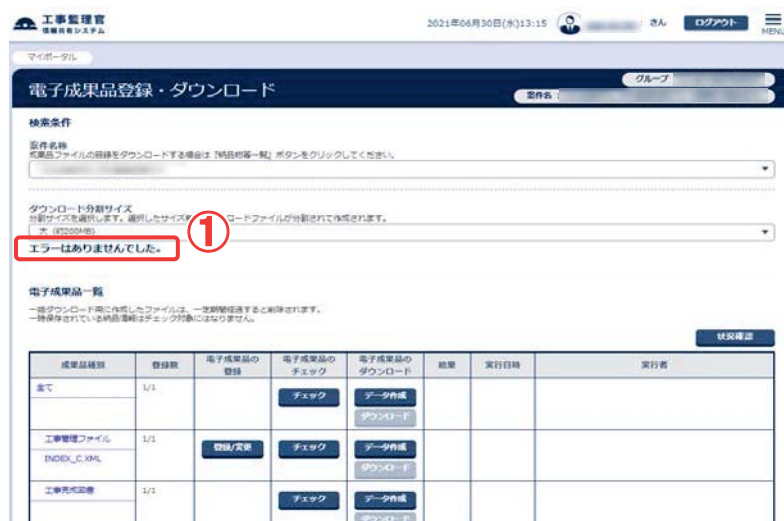 工事監理官
情報共有システム
2021年06月30日(水)13:15
さん
ログアウト
MENU
マイポータル
電子成果品登録・ダウンロード
グループ
案件名:
検索条件
案件名称
成果品ファイルの目録をダウンロードする場合は『納品物等一覧』ボタンをクリックしてください。
ダウンロード分割サイズ
分割サイズを選択します。選択したサイズ
ロードファイルが分割されて作成されます。
大 (約200MB)
①
エラーはありませんでした。
電子成果品一覧
一括ダウンロード用に作成したファイルは、一定期間経過すると削除されます。
一時保存されている納品情報はチェック対象にはなりません。
状況確認
成果品種別 登録数 電子成果品の登録 電子成果品のチェック 電子成果品のダウンロード 結果 実行日時 実行者
全て 1/1 チェック データ作成
ダウンロード
工事管理ファイル 1/1 登録/変更 チェック データ作成
INDEX_C.XML ダウンロード
工事完成図書 1/1 チェック データ作成
ダウンロード